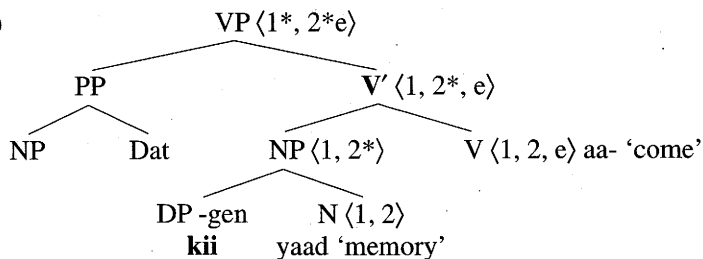 )
VP ⟨1*, 2*e⟩
PP V′ ⟨1, 2*, e⟩
NP Dat NP ⟨1, 2*⟩ V ⟨1, 2, e⟩ aa- ‘come’
DP -gen N ⟨1, 2⟩
kii yaad ‘memory’